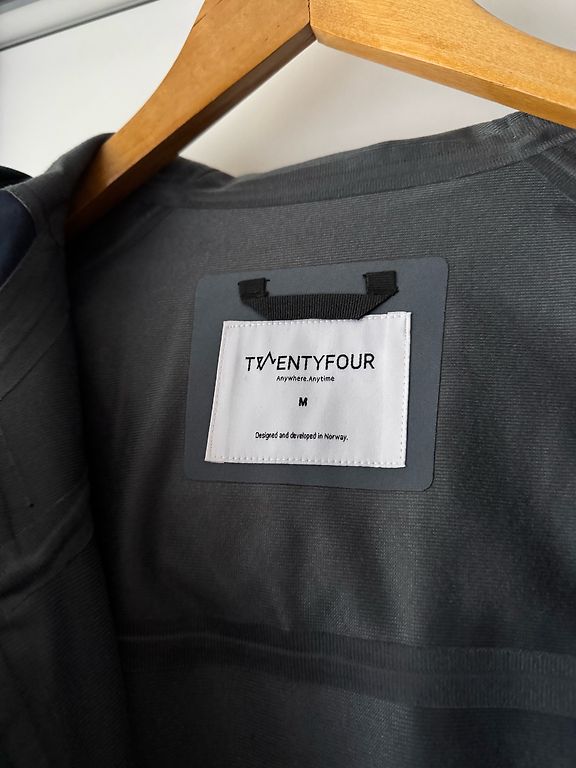 TWENTYFOUR
Anywhere.Anytime
M
Designed and developed in Norway.